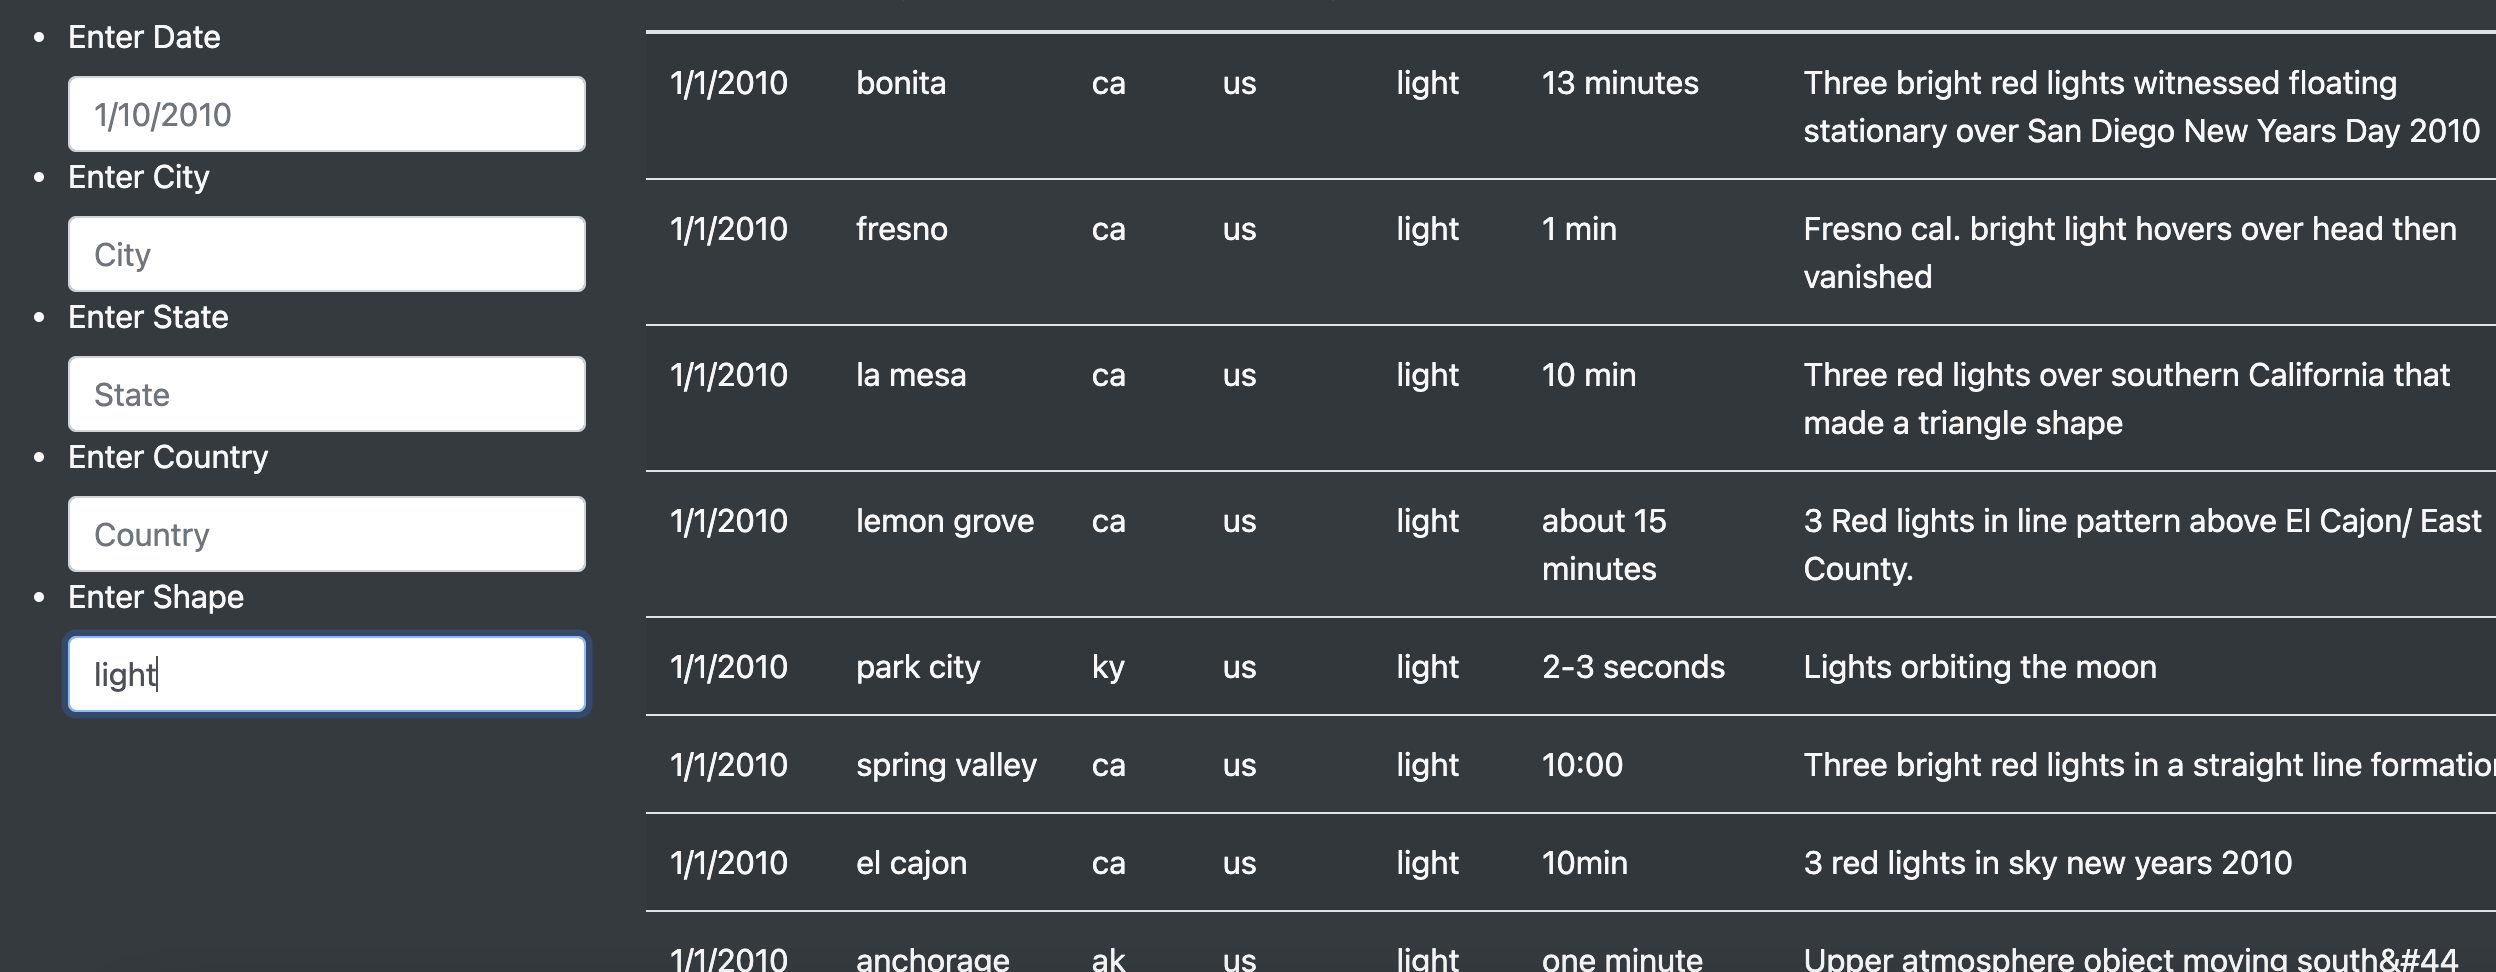 Enter Date
1/10/2010
Enter City
City
Enter State
State
Enter Country
Country
Enter Shape
light
1/1/2010 bonita ca us light 13 minutes Three bright red lights witnessed floating
stationary over San Diego New Years Day 2010
1/1/2010 fresno ca us light 1 min Fresno cal. bright light hovers over head then
vanished
1/1/2010 la mesa ca us light 10 min Three red lights over southern California that
made a triangle shape
1/1/2010 lemon grove ca us light about 15 3 Red lights in line pattern above El Cajon/ East
minutes County.
1/1/2010 park city ky us light 2-3 seconds Lights orbiting the moon
1/1/2010 spring valley ca us light 10:00 Three bright red lights in a straight line formation
1/1/2010 el cajon ca us light 10min 3 red lights in sky new years 2010
1/1/2010 anchorage ak us light one minute Upper atmosphere object moving south&#44